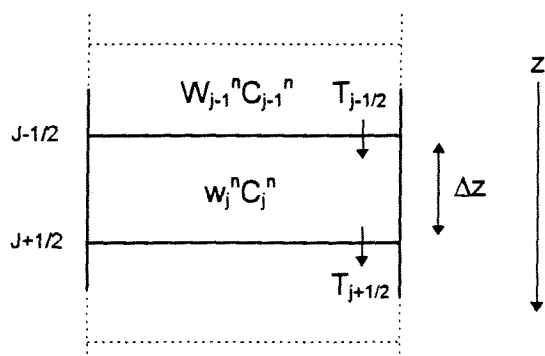 z
W_{j-1}^n C_{j-1}^n T_{j-1/2}
J-1/2
w_j^n C_j^n Δz
J+1/2
T_{j+1/2}